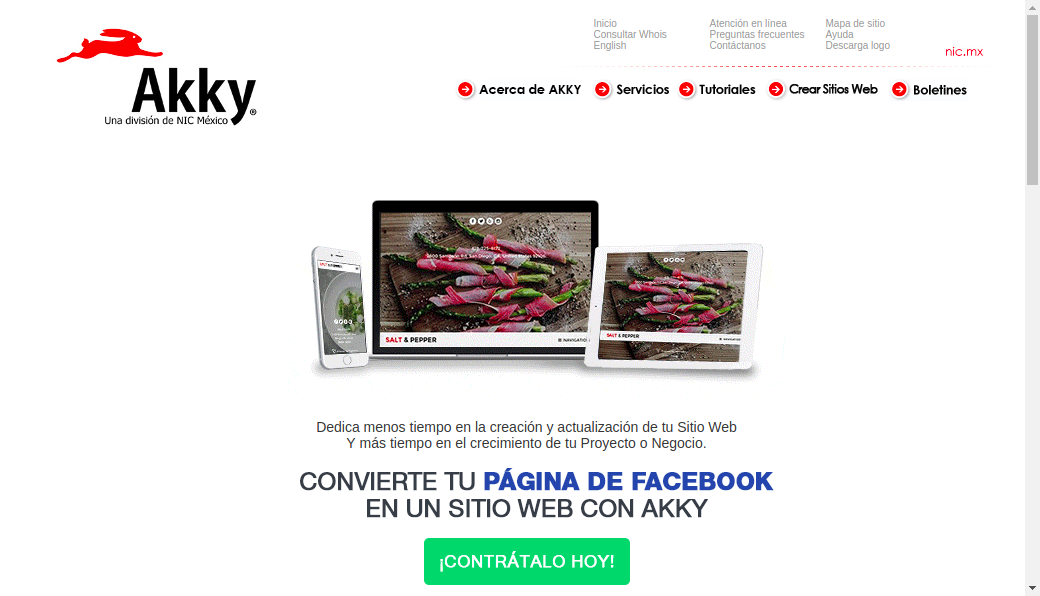 Inicio
Consultar Whois
English
Atención en línea
Preguntas frecuentes
Contáctanos
Mapa de sitio
Ayuda
Descarga logo
nic.mx
Akky®
Una división de NIC México
Acerca de AKKY
Servicios
Tutoriales
Crear Sitios Web
Boletines
SALT & PEPPER
Dedica menos tiempo en la creación y actualización de tu Sitio Web
Y más tiempo en el crecimiento de tu Proyecto o Negocio.
CONVIERTE TU PÁGINA DE FACEBOOK
EN UN SITIO WEB CON AKKY
¡CONTRÁTALO HOY!